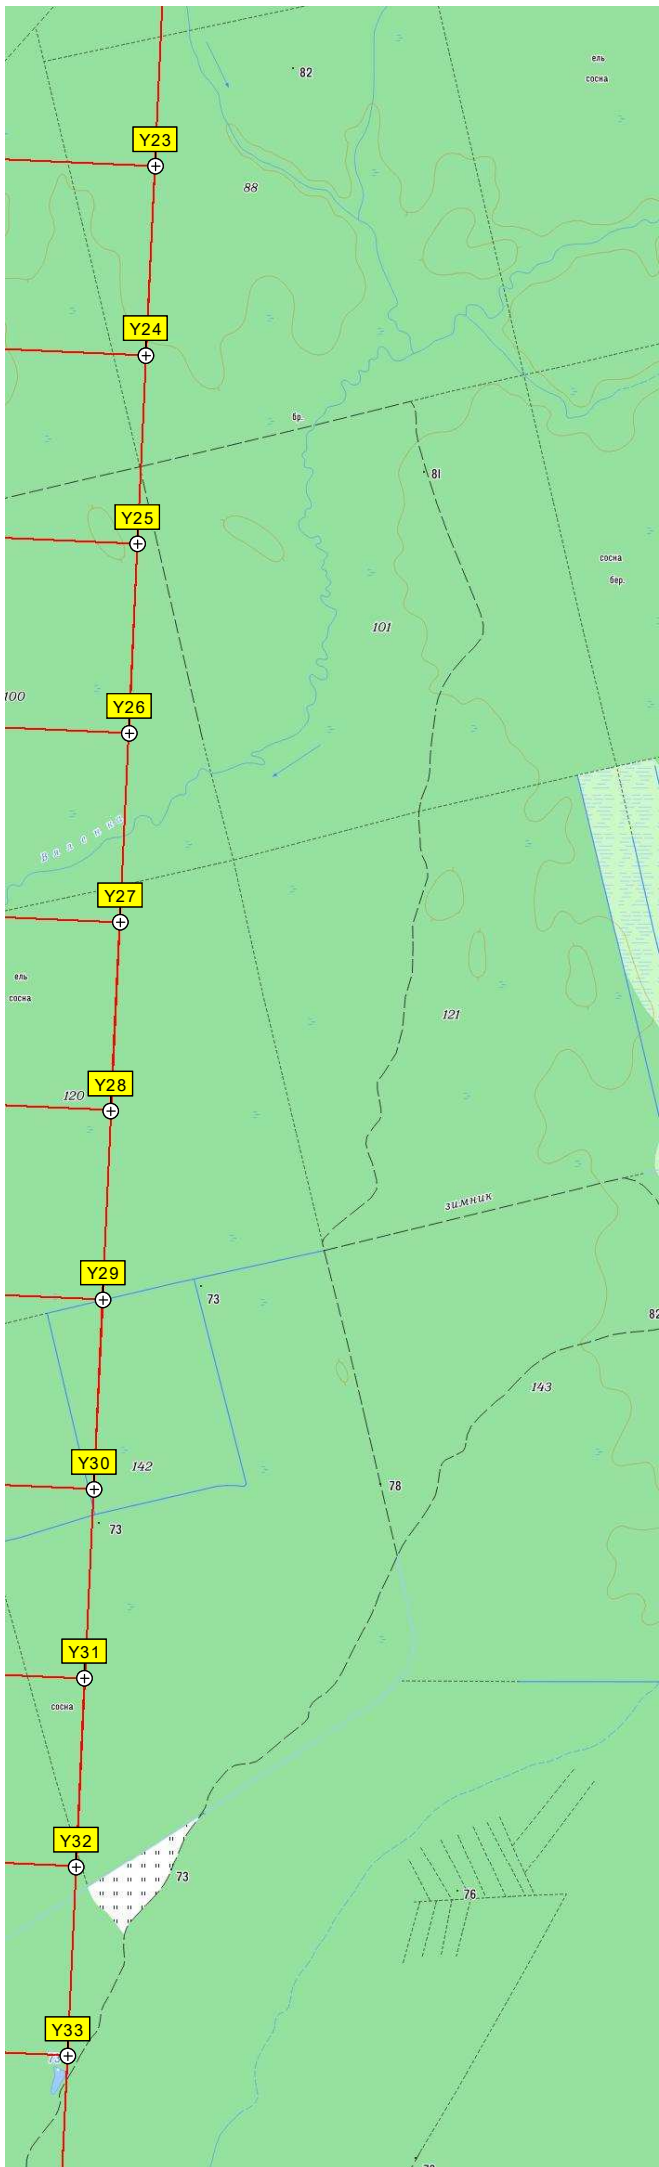 82
ель
сосна
Y23
88
Y24
бр.
81
Y25
сосна
бер.
101
100
Y26
Валенка
Y27
ель
сосна
121
Y28
120
зимник
Y29
73
82
143
Y30
142
78
73
Y31
сосна
Y32
73
76
Y33